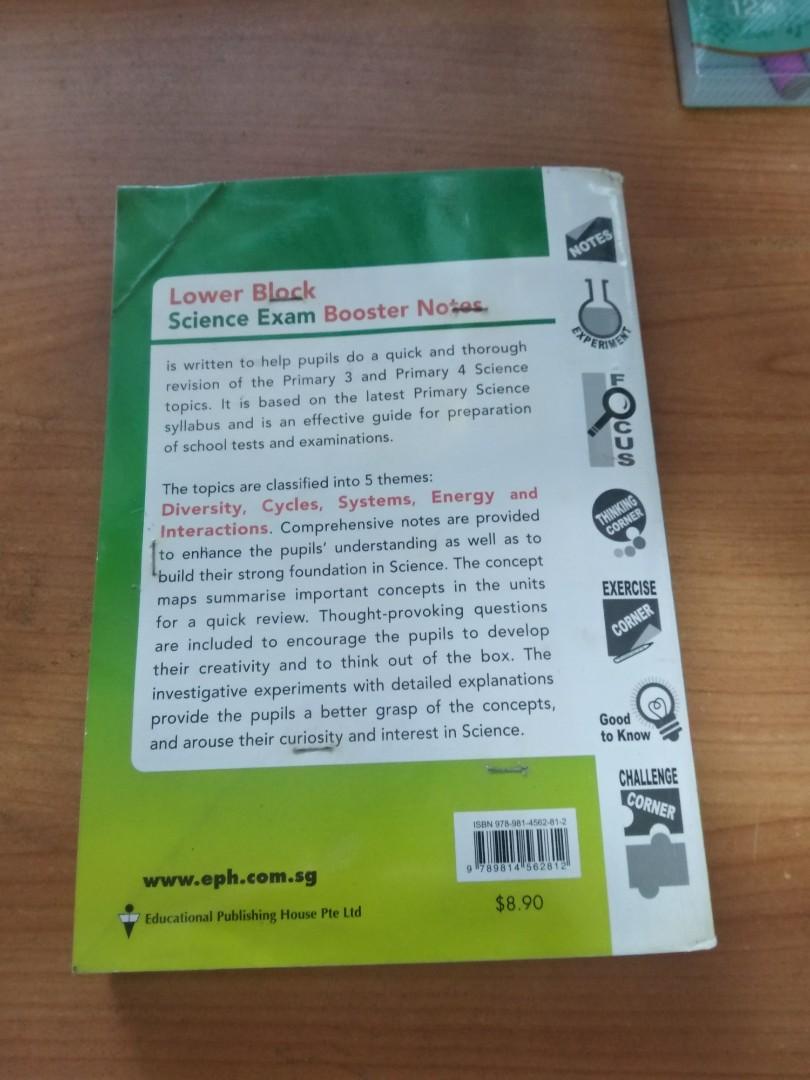 12
NOTES
Lower Block
Science Exam Booster Notes
EXPERIMENT
is written to help pupils do a quick and thorough
revision of the Primary 3 and Primary 4 Science
topics. It is based on the latest Primary Science
syllabus and is an effective guide for preparation
of school tests and examinations.
FOCUS
The topics are classified into 5 themes:
Diversity, Cycles, Systems, Energy and
Interactions. Comprehensive notes are provided
to enhance the pupils' understanding as well as to
build their strong foundation in Science. The concept
maps summarise important concepts in the units
for a quick review. Thought-provoking questions
are included to encourage the pupils to develop
their creativity and to think out of the box. The
investigative experiments with detailed explanations
provide the pupils a better grasp of the concepts,
and arouse their curiosity and interest in Science.
THINKING
CORNER
EXERCISE
CORNER
Good
to Know
CHALLENGE
CORNER
ISBN 978-981-4562-81-2
9 789814 562812
$8.90
www.eph.com.sg
Educational Publishing House Pte Ltd